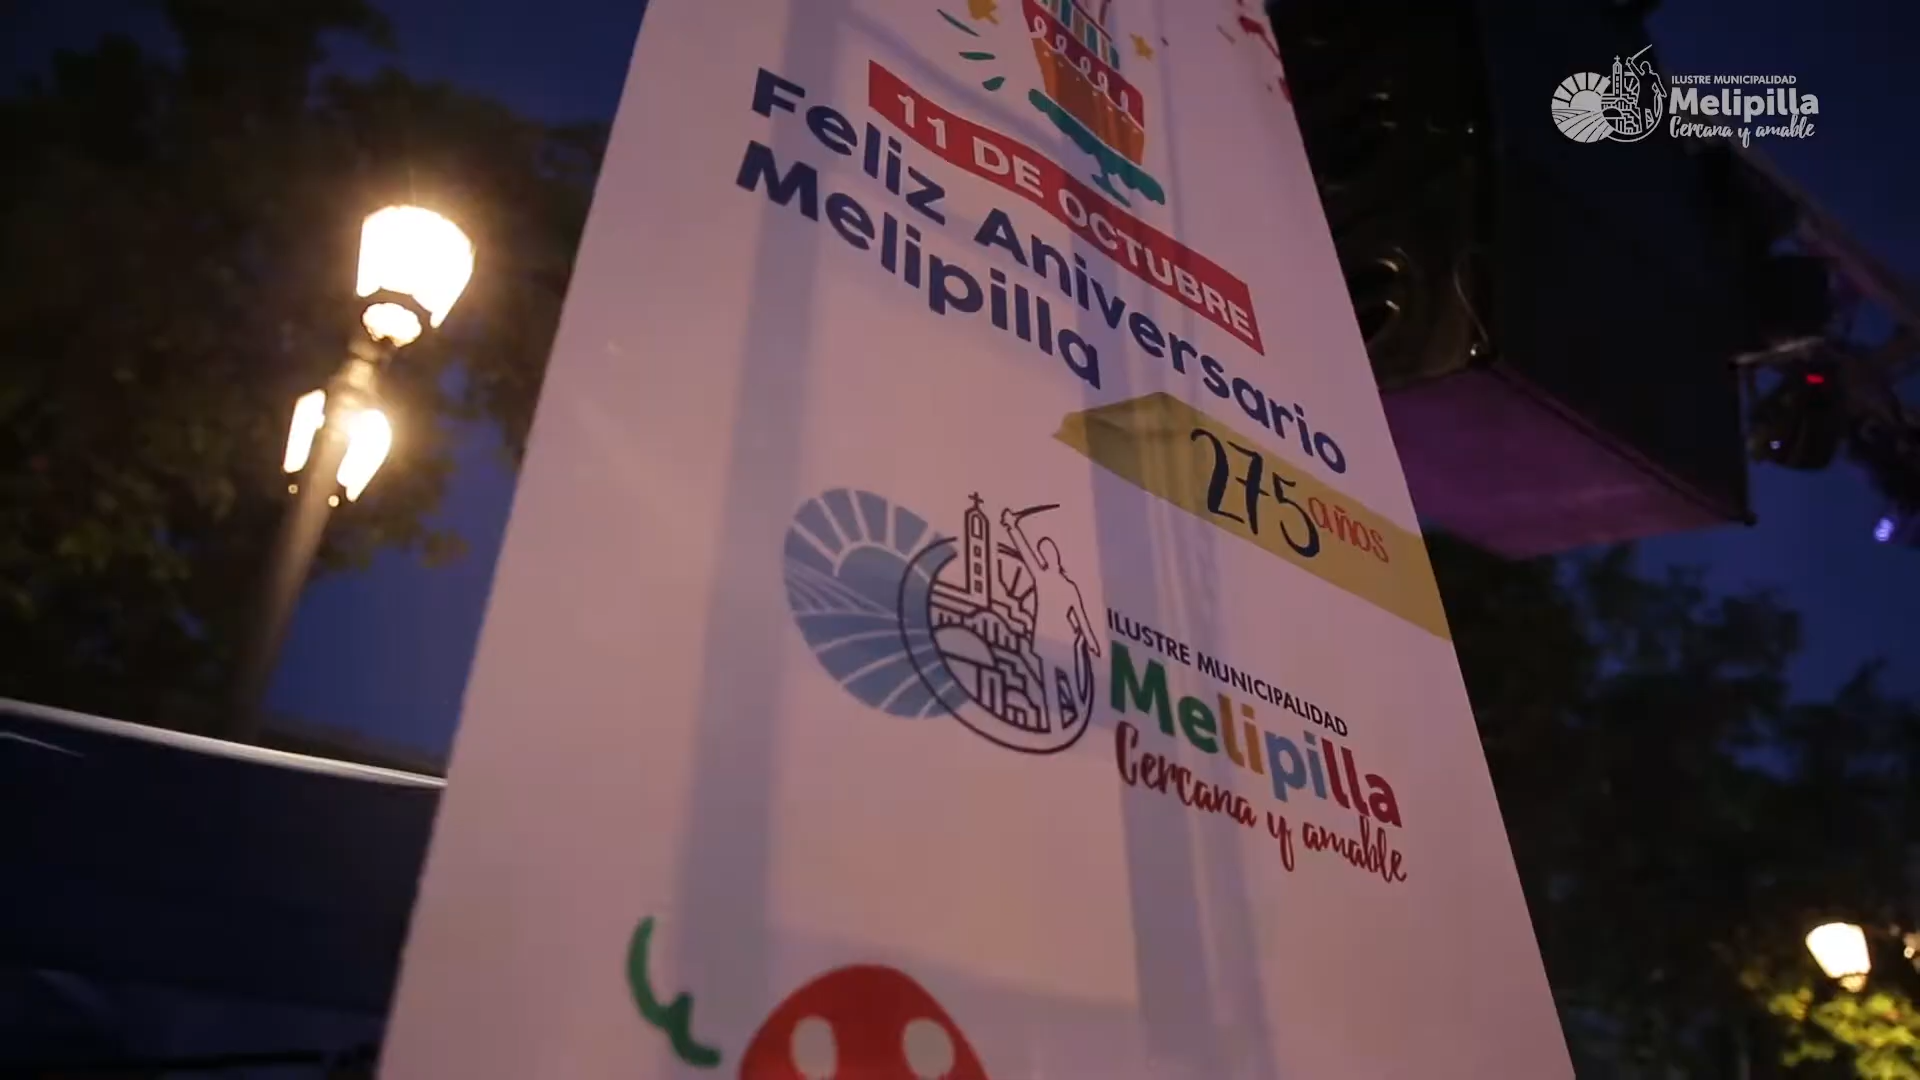 11 DE OCTUBRE
Feliz Aniversario
Melipilla
275 años
ILUSTRE MUNICIPALIDAD
Melipilla
Cercana y amable
ILUSTRE MUNICIPALIDAD
Melipilla
Cercana y amable